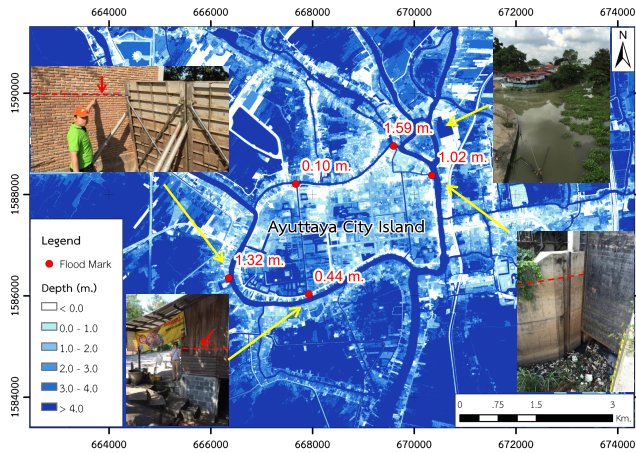 664000 666000 668000 670000 672000 674000
1590000
1588000
1586000
1584000
N
1.59 m.
1.02 m.
0.10 m.
Ayuttaya City Island
1.32 m.
0.44 m.
Legend
Flood Mark
Depth (m.)
< 0.0
0.0 - 1.0
1.0 - 2.0
2.0 - 3.0
3.0 - 4.0
> 4.0
0 .75 1.5 3
Km.
664000 666000 668000 670000 672000 674000